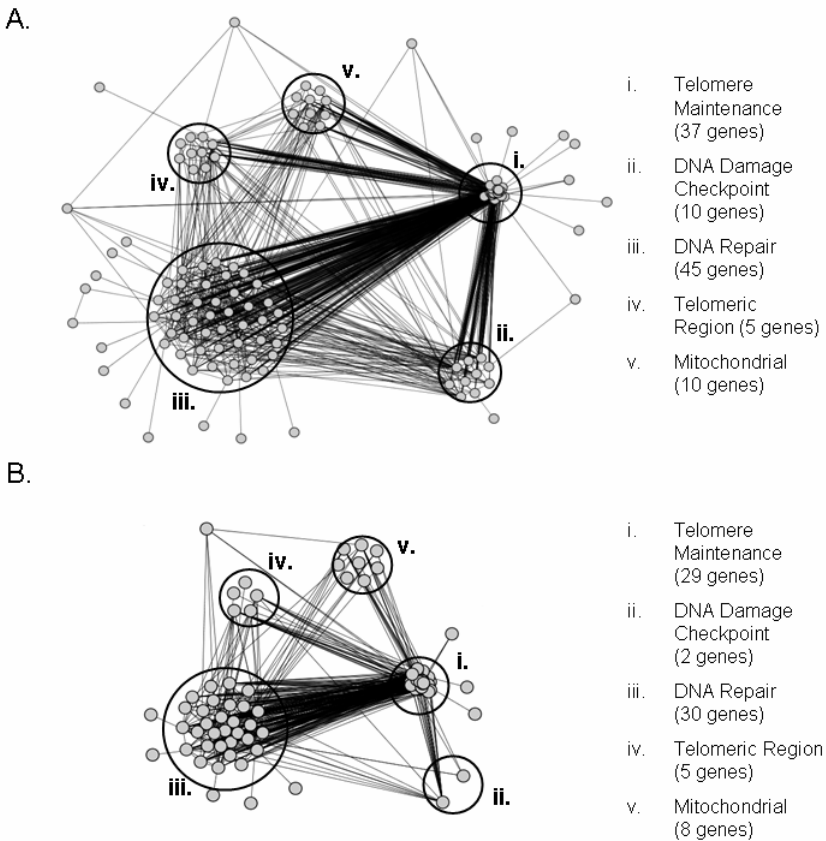 A.
v.
i.
iv.
ii.
iii.
i. Telomere
Maintenance
(37 genes)
ii. DNA Damage
Checkpoint
(10 genes)
iii. DNA Repair
(45 genes)
iv. Telomeric
Region (5 genes)
v. Mitochondrial
(10 genes)
B.
v.
iv.
i.
iii.
ii.
i. Telomere
Maintenance
(29 genes)
ii. DNA Damage
Checkpoint
(2 genes)
iii. DNA Repair
(30 genes)
iv. Telomeric Region
(5 genes)
v. Mitochondrial
(8 genes)